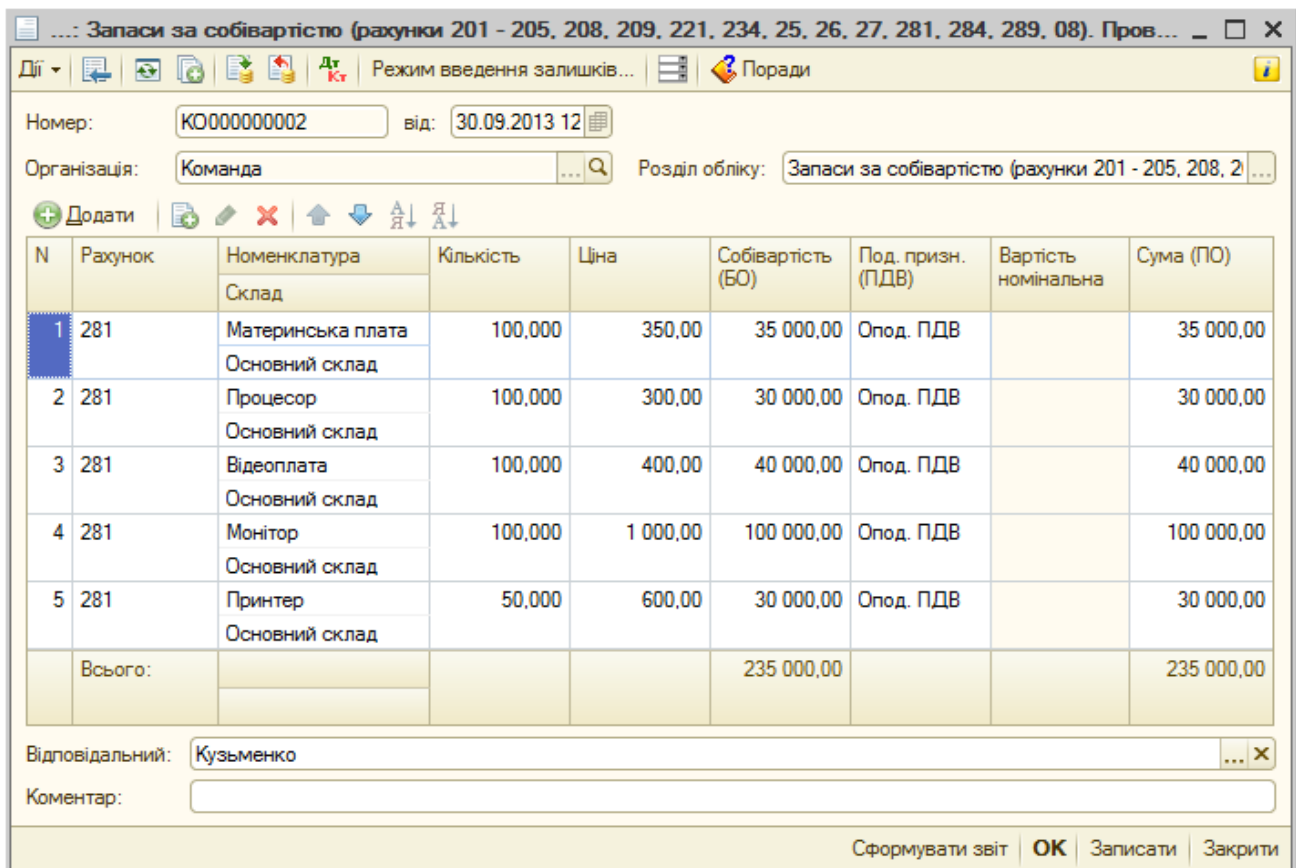 ...: Запаси за собівартістю (рахунки 201 - 205, 208, 209, 221, 234, 25, 26, 27, 281, 284, 289, 08). Пров...
Дії Дт Кт Режим введення залишків... Поради
Номер: КО000000002 від: 30.09.2013 12
Організація: Команда ... Розділ обліку: Запаси за собівартістю (рахунки 201 - 205, 208, 2 ...
Додати
N Рахунок Номенклатура Кількість Ціна Собівартість (БО) Под. призн. (ПДВ) Вартість номінальна Сума (ПО)
Склад
1 281 Материнська плата 100,000 350,00 35 000,00 Опод. ПДВ 35 000,00
Основний склад
2 281 Процесор 100,000 300,00 30 000,00 Опод. ПДВ 30 000,00
Основний склад
3 281 Відеоплата 100,000 400,00 40 000,00 Опод. ПДВ 40 000,00
Основний склад
4 281 Монітор 100,000 1 000,00 100 000,00 Опод. ПДВ 100 000,00
Основний склад
5 281 Принтер 50,000 600,00 30 000,00 Опод. ПДВ 30 000,00
Основний склад
Всього: 235 000,00 235 000,00
Відповідальний: Кузьменко ...
Коментар:
Сформувати звіт OK Записати Закрити